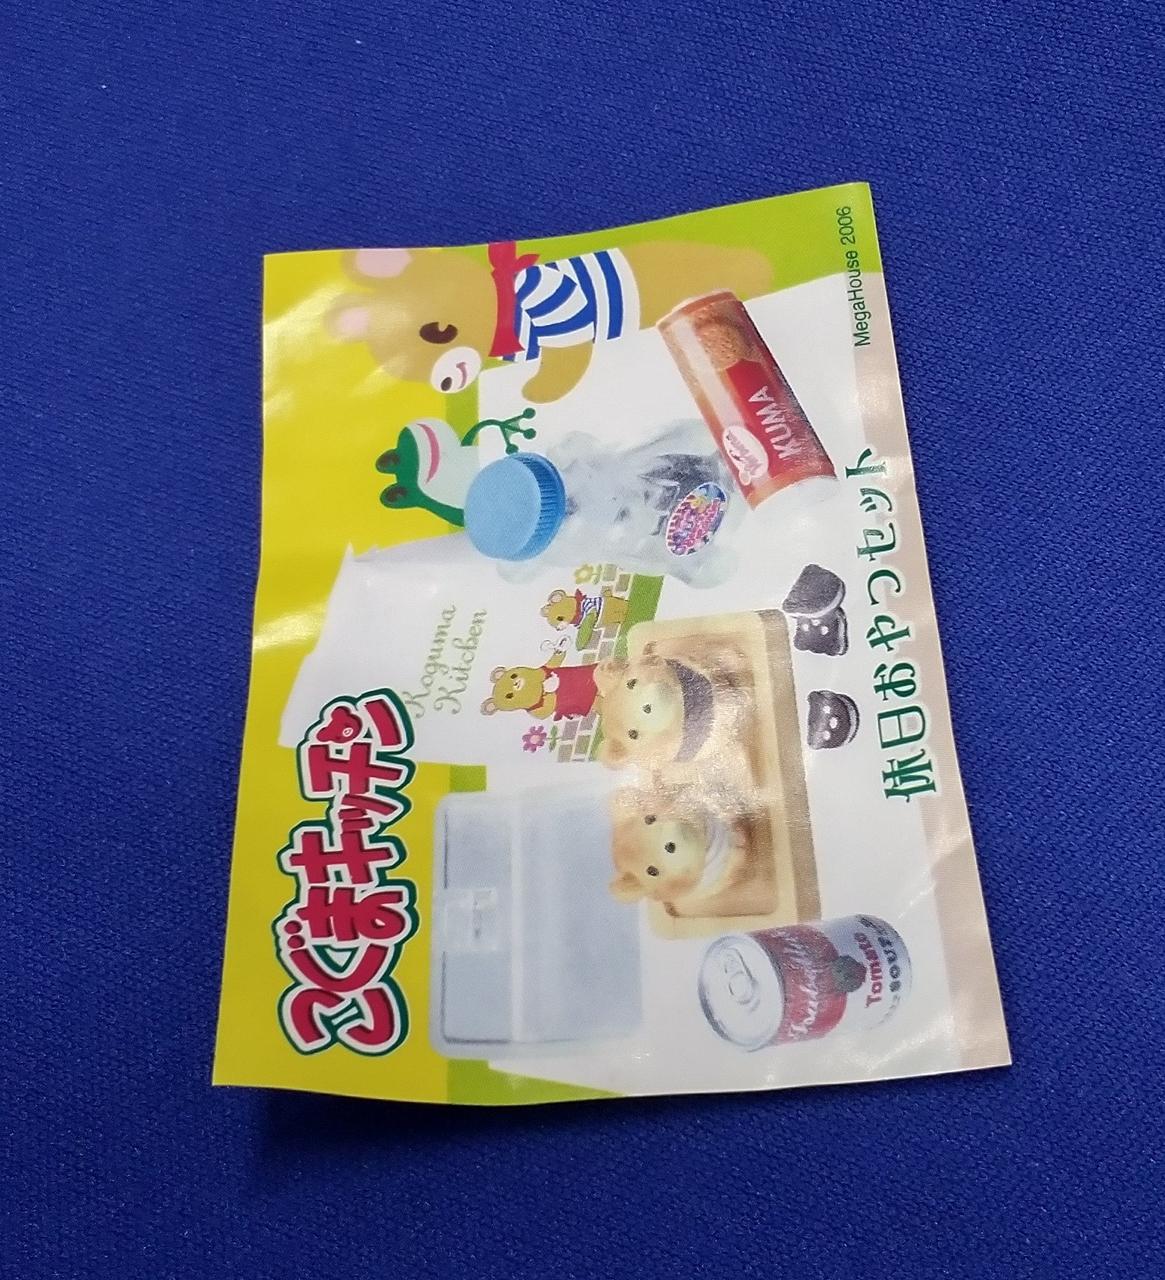 こぐまキッチン
Koguma
Kitchen
KUMA
Tomato
SOUP
休日おやつセット
MegaHouse 2006